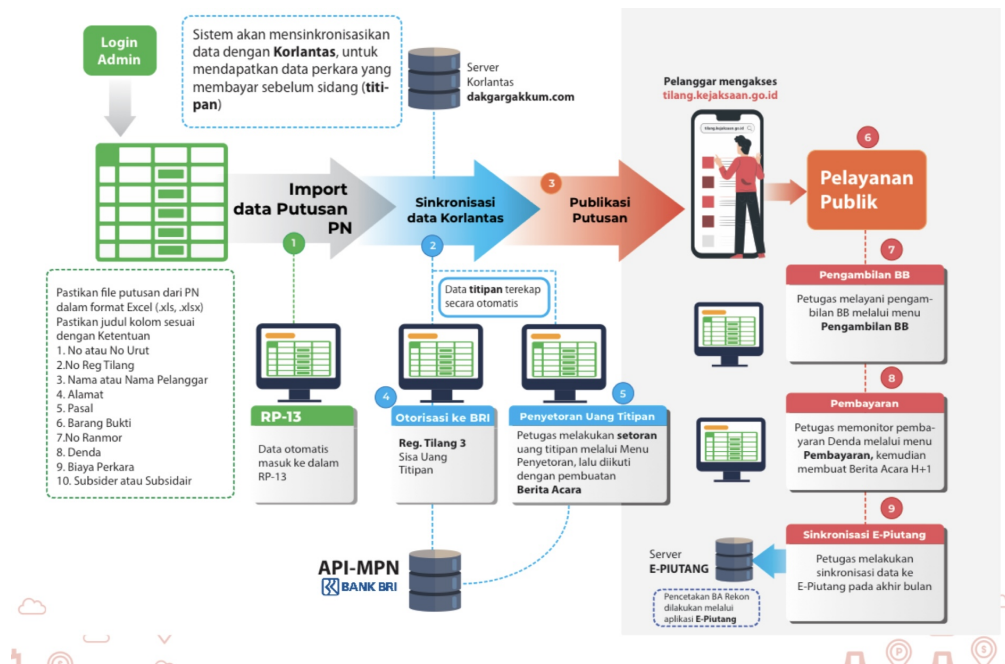 Login
Admin
Sistem akan mensinkronisasikan
data dengan Korlantas, untuk
mendapatkan data perkara yang
membayar sebelum sidang (titi-
pan)
Server
Korlantas
dakgargakkum.com
Pelanggar mengakses
tilang.kejaksaan.go.id
tilang.kejaksaan.go.id
Import
data Putusan
PN
1
Sinkronisasi
data Korlantas
2
3
Publikasi
Putusan
6
Pelayanan
Publik
Pastikan file putusan dari PN
dalam format Excel (.xls, .xlsx)
Pastikan judul kolom sesuai
dengan Ketentuan
1. No atau No Urut
2.No Reg Tilang
3. Nama atau Nama Pelanggar
4. Alamat
5. Pasal
6. Barang Bukti
7.No Ranmor
8. Denda
9. Biaya Perkara
10. Subsider atau Subsidair
Data titipan terekap
secara otomatis
RP-13
Data otomatis
masuk ke dalam
RP-13
4
Otorisasi ke BRI
Reg. Tilang 3
Sisa Uang
Titipan
5
Penyetoran Uang Titipan
Petugas melakukan setoran
uang titipan melalui Menu
Penyetoran, lalu diikuti
dengan pembuatan
Berita Acara
API-MPN
BANK BRI
7
Pengambilan BB
Petugas melayani pengam-
bilan BB melalui menu
Pengambilan BB
8
Pembayaran
Petugas memonitor pemba-
yaran Denda melalui menu
Pembayaran, kemudian
membuat Berita Acara H+1
9
Sinkronisasi E-Piutang
Petugas melakukan
sinkronisasi data ke
E-Piutang pada akhir bulan
Server
E-PIUTANG
Pencetakan BA Rekon
dilakukan melalui
aplikasi E-Piutang
P
$